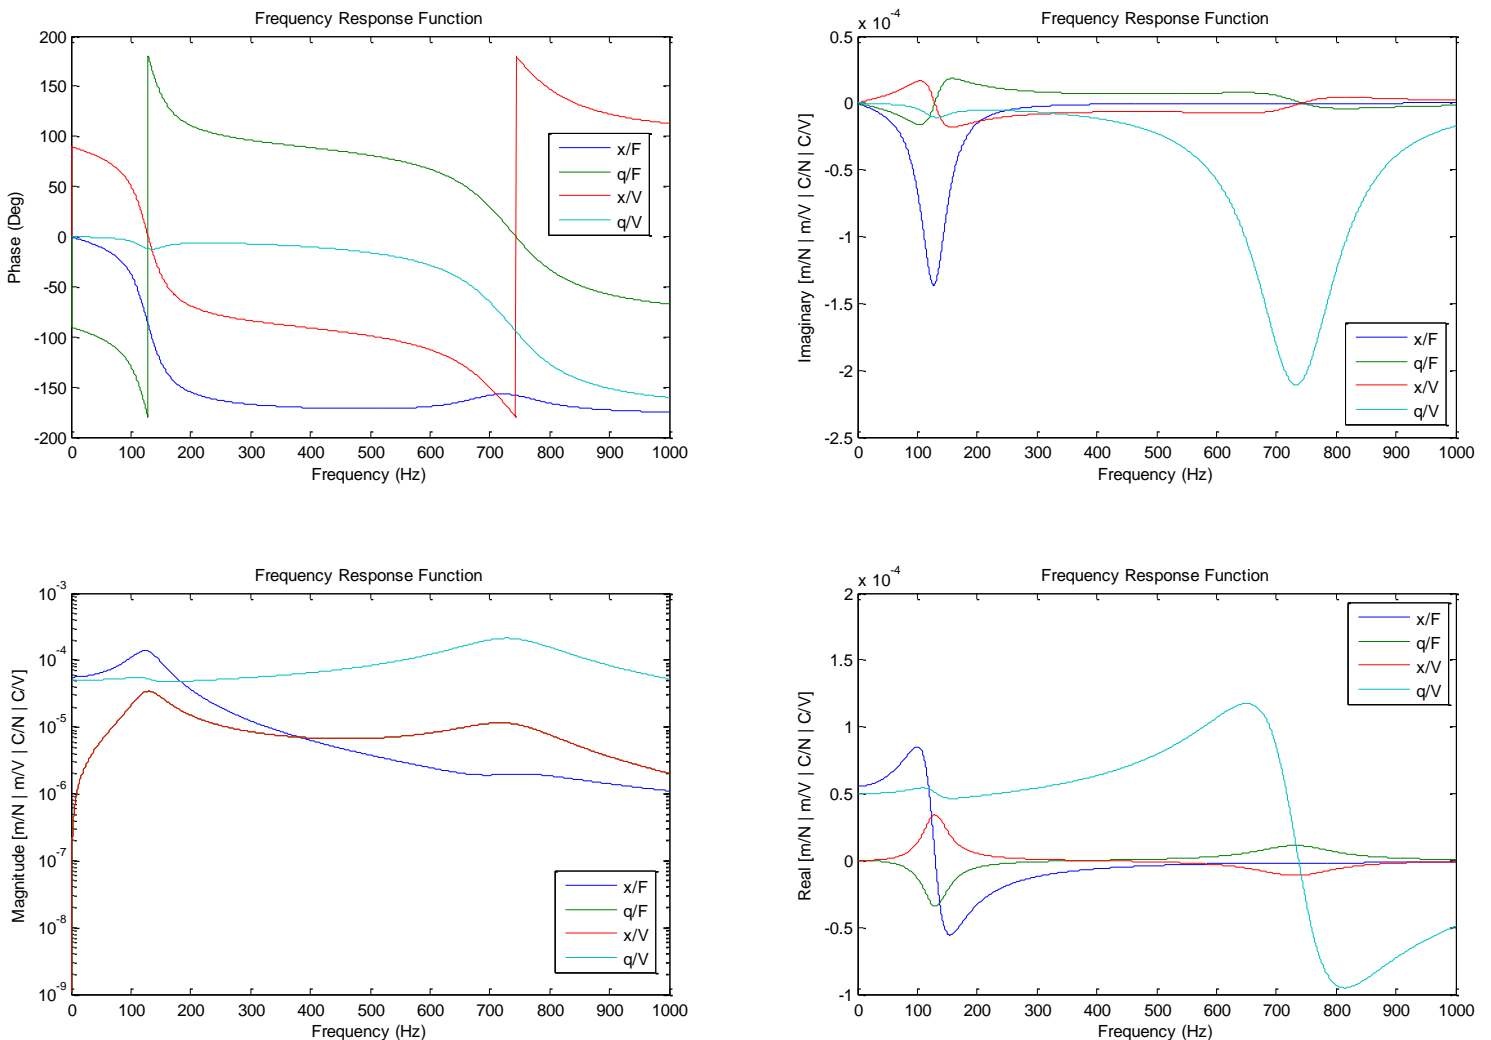 Frequency Response Function
200
150
100
50
0
-50
-100
-150
-200
Phase (Deg)
x/F
q/F
x/V
q/V
0 100 200 300 400 500 600 700 800 900 1000
Frequency (Hz)
Frequency Response Function
x 10^-4
0.5
0
-0.5
-1
-1.5
-2
-2.5
Imaginary [m/N | m/V | C/N | C/V]
x/F
q/F
x/V
q/V
0 100 200 300 400 500 600 700 800 900 1000
Frequency (Hz)
Frequency Response Function
10^-3
10^-4
10^-5
10^-6
10^-7
10^-8
10^-9
Magnitude [m/N | m/V | C/N | C/V]
x/F
q/F
x/V
q/V
0 100 200 300 400 500 600 700 800 900 1000
Frequency (Hz)
Frequency Response Function
x 10^-4
2
1.5
1
0.5
0
-0.5
-1
Real [m/N | m/V | C/N | C/V]
x/F
q/F
x/V
q/V
0 100 200 300 400 500 600 700 800 900 1000
Frequency (Hz)